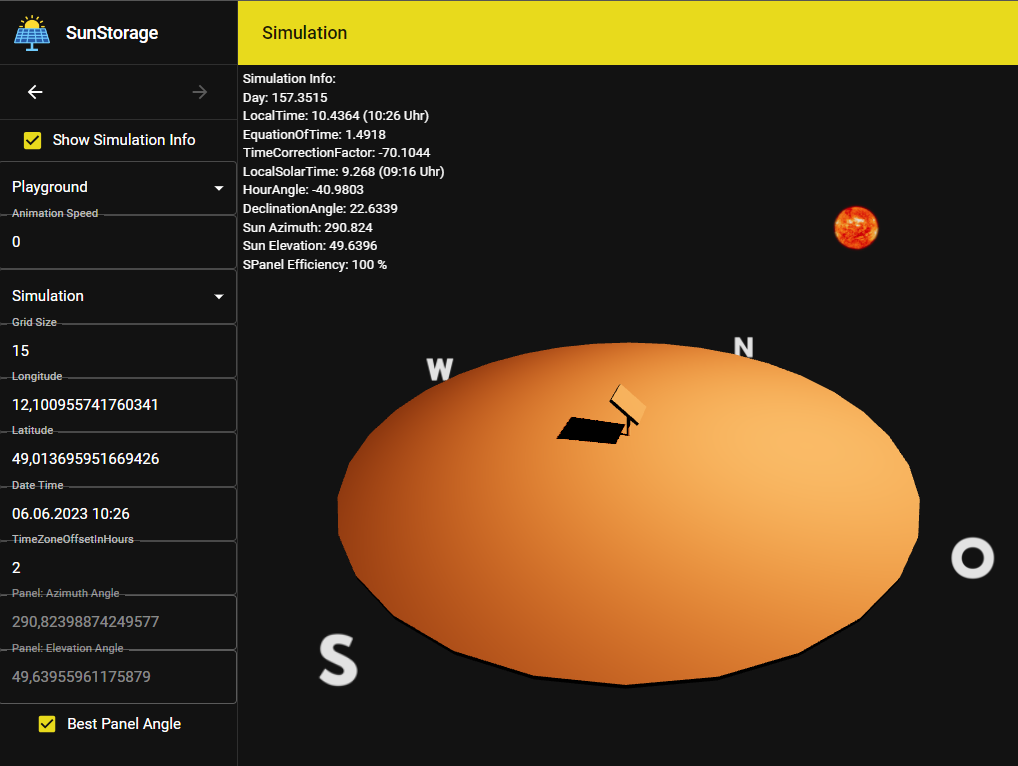 SunStorage
Simulation
Show Simulation Info
Playground
Animation Speed
0
Simulation
Grid Size
15
Longitude
12,100955741760341
Latitude
49,013695951669426
Date Time
06.06.2023 10:26
TimeZoneOffsetInHours
2
Panel: Azimuth Angle
290,82398874249577
Panel: Elevation Angle
49,63955961175879
Best Panel Angle
Simulation Info:
Day: 157.3515
LocalTime: 10.4364 (10:26 Uhr)
EquationOfTime: 1.4918
TimeCorrectionFactor: -70.1044
LocalSolarTime: 9.268 (09:16 Uhr)
HourAngle: -40.9803
DeclinationAngle: 22.6339
Sun Azimuth: 290.824
Sun Elevation: 49.6396
SPanel Efficiency: 100 %
N
W
O
S